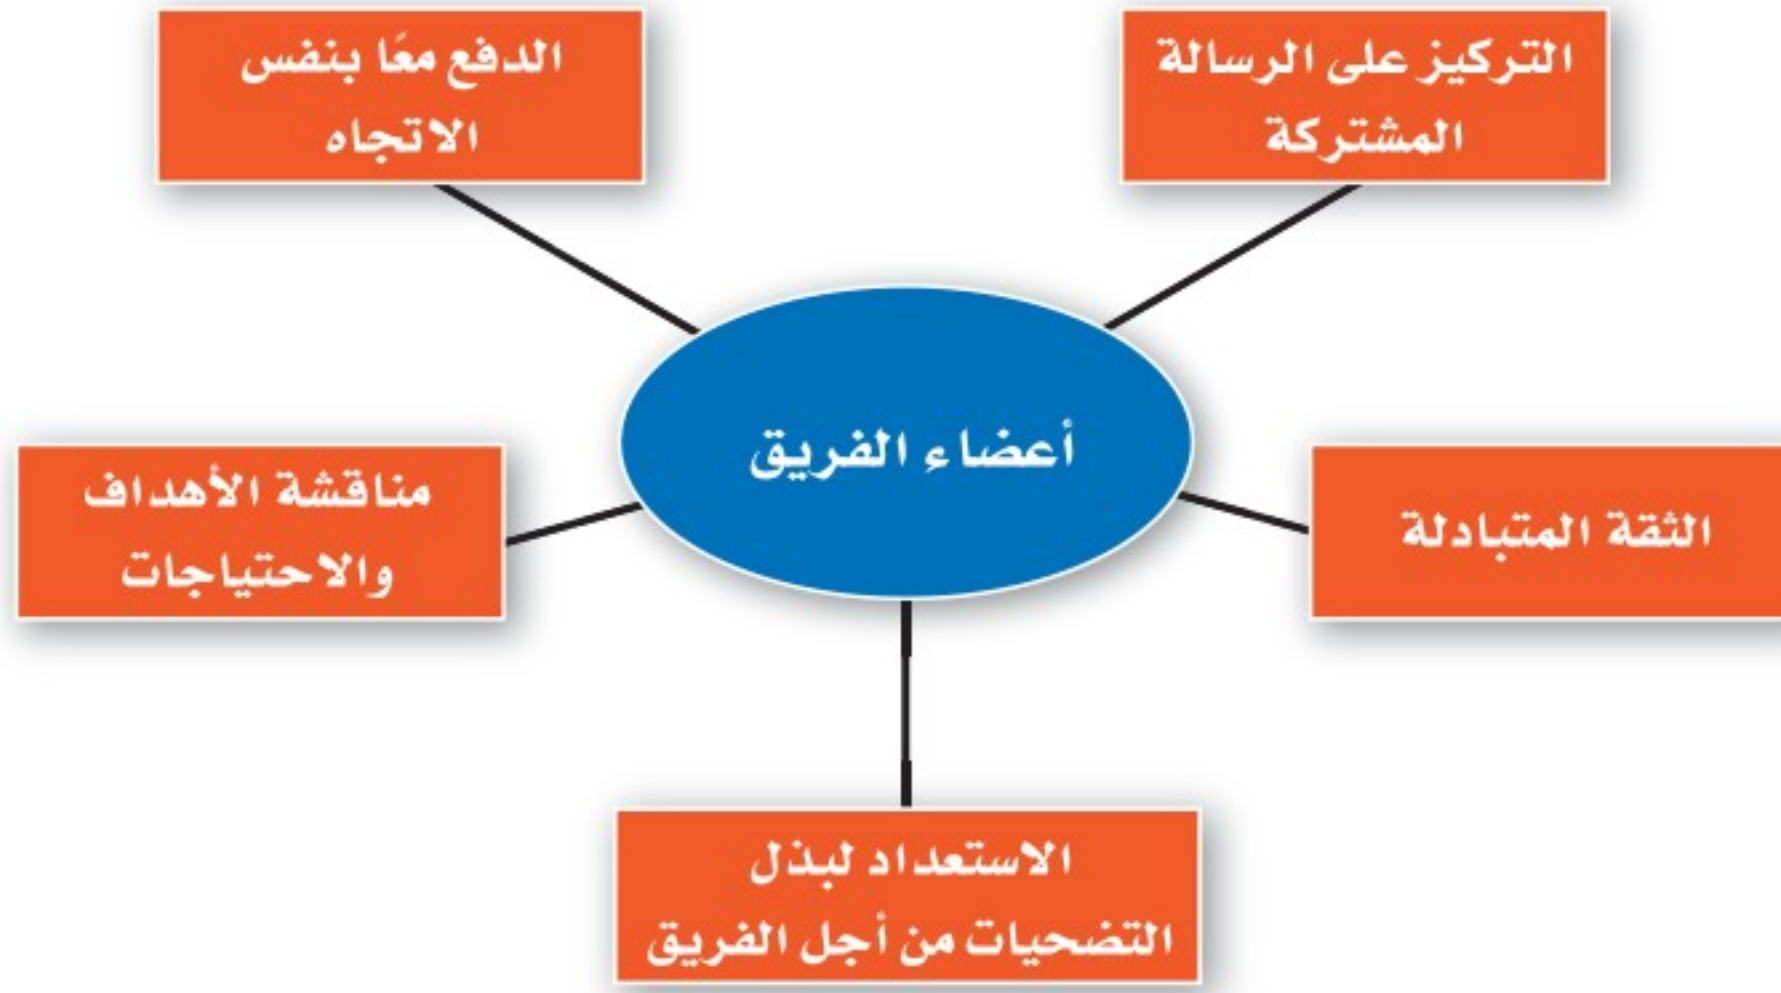 التركيز على الرسالة
المشتركة
الدفع معًا بنفس
الاتجاه
أعضاء الفريق
الثقة المتبادلة
مناقشة الأهداف
والاحتياجات
الاستعداد لبذل
التضحيات من أجل الفريق